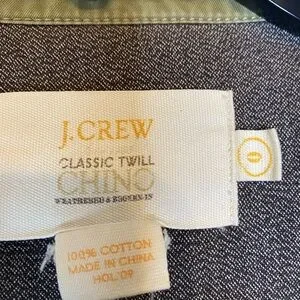 J.CREW
CLASSIC TWILL
CHINO
WEATHERED & BROKEN-IN
0
100% COTTON
MADE IN CHINA
HOL'09